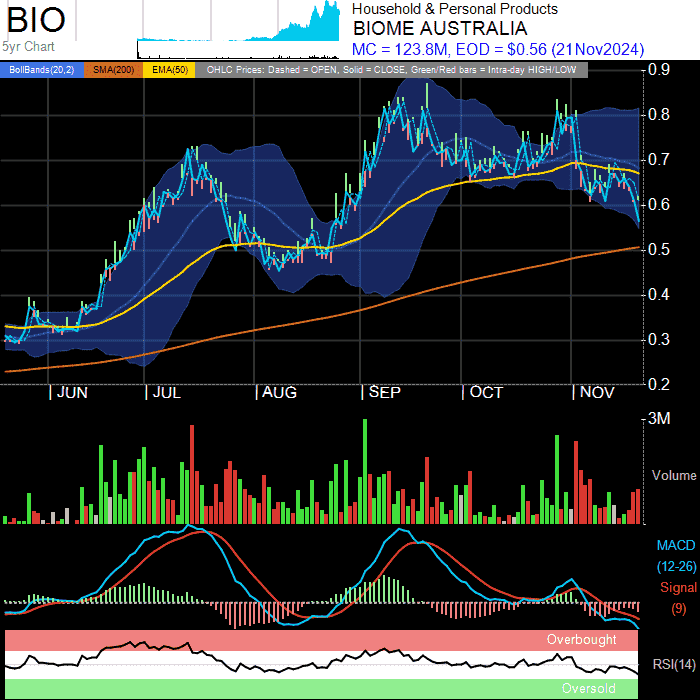 BIO
5yr Chart
Household & Personal Products
BIOME AUSTRALIA
MC = 123.8M, EOD = $0.56 (21Nov2024)
BollBands(20,2) SMA(200) EMA(50) OHLC Prices: Dashed = OPEN, Solid = CLOSE, Green/Red bars = Intra-day HIGH/LOW
0.9
0.8
0.7
0.6
0.5
0.4
0.3
0.2
JUN JUL AUG SEP OCT NOV
3M
Volume
MACD
(12-26)
Signal
(9)
Overbought
RSI(14)
Oversold